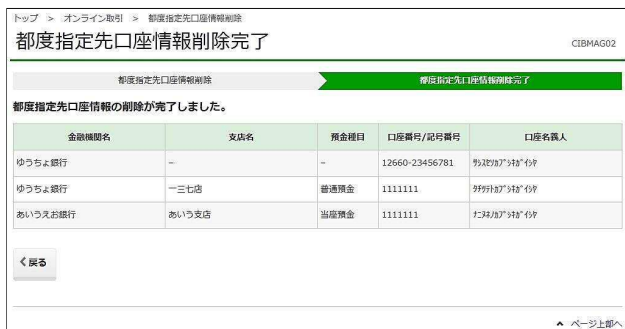 トップ > オンライン取引 > 都度指定先口座情報削除
都度指定先口座情報削除完了
CIBMAG02
都度指定先口座情報削除 都度指定先口座情報削除完了
都度指定先口座情報の削除が完了しました。
金融機関名 支店名 預金種目 口座番号/記号番号 口座名義人
ゆうちょ銀行 － － 12660-23456781 ｻｼｽｾｿｶﾌﾞｼｷｶﾞｲｼﾔ
ゆうちょ銀行 一三七店 普通預金 1111111 ﾀﾁﾂﾃﾄｶﾌﾞｼｷｶﾞｲｼﾔ
あいうえお銀行 あいう支店 当座預金 1111111 ﾅﾆﾇﾈﾉｶﾌﾞｼｷｶﾞｲｼﾔ
戻る
ページ上部へ